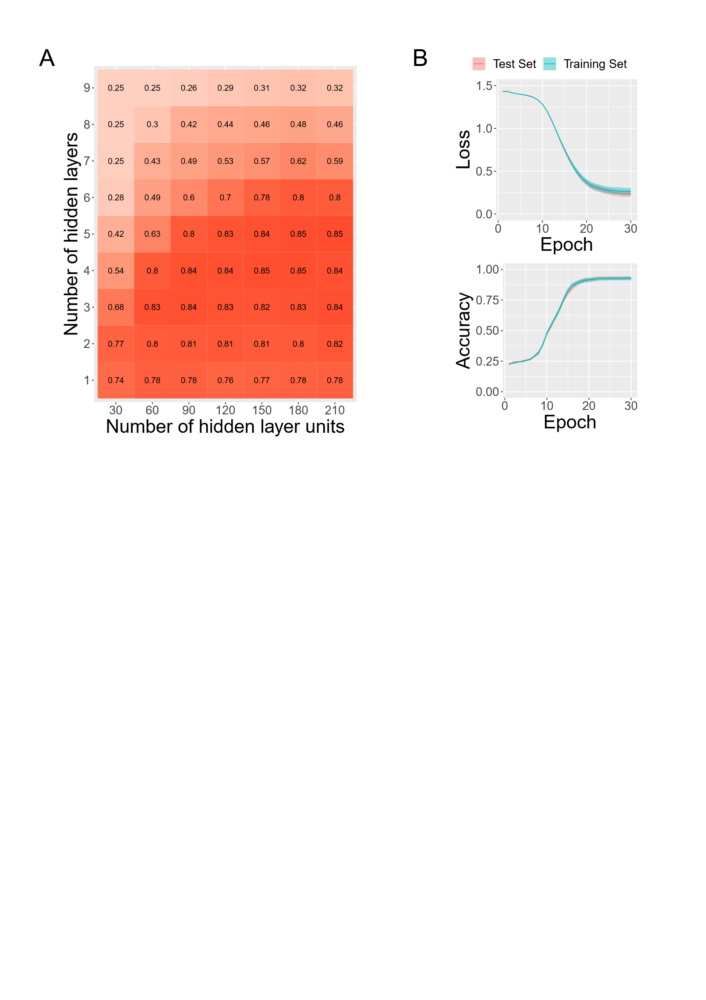 A
Number of hidden layers
9 0.25 0.25 0.26 0.29 0.31 0.32 0.32
8 0.25 0.3 0.42 0.44 0.46 0.48 0.46
7 0.25 0.43 0.49 0.53 0.57 0.62 0.59
6 0.28 0.49 0.6 0.7 0.78 0.8 0.8
5 0.42 0.63 0.8 0.83 0.84 0.85 0.85
4 0.54 0.8 0.84 0.84 0.85 0.85 0.84
3 0.68 0.83 0.84 0.83 0.82 0.83 0.84
2 0.77 0.8 0.81 0.81 0.81 0.8 0.82
1 0.74 0.78 0.78 0.76 0.77 0.78 0.78
30 60 90 120 150 180 210
Number of hidden layer units
B
Test Set Training Set
Loss
1.5
1.0
0.5
0.0
0 10 20 30
Epoch
Accuracy
1.00
0.75
0.50
0.25
0.00
0 10 20 30
Epoch